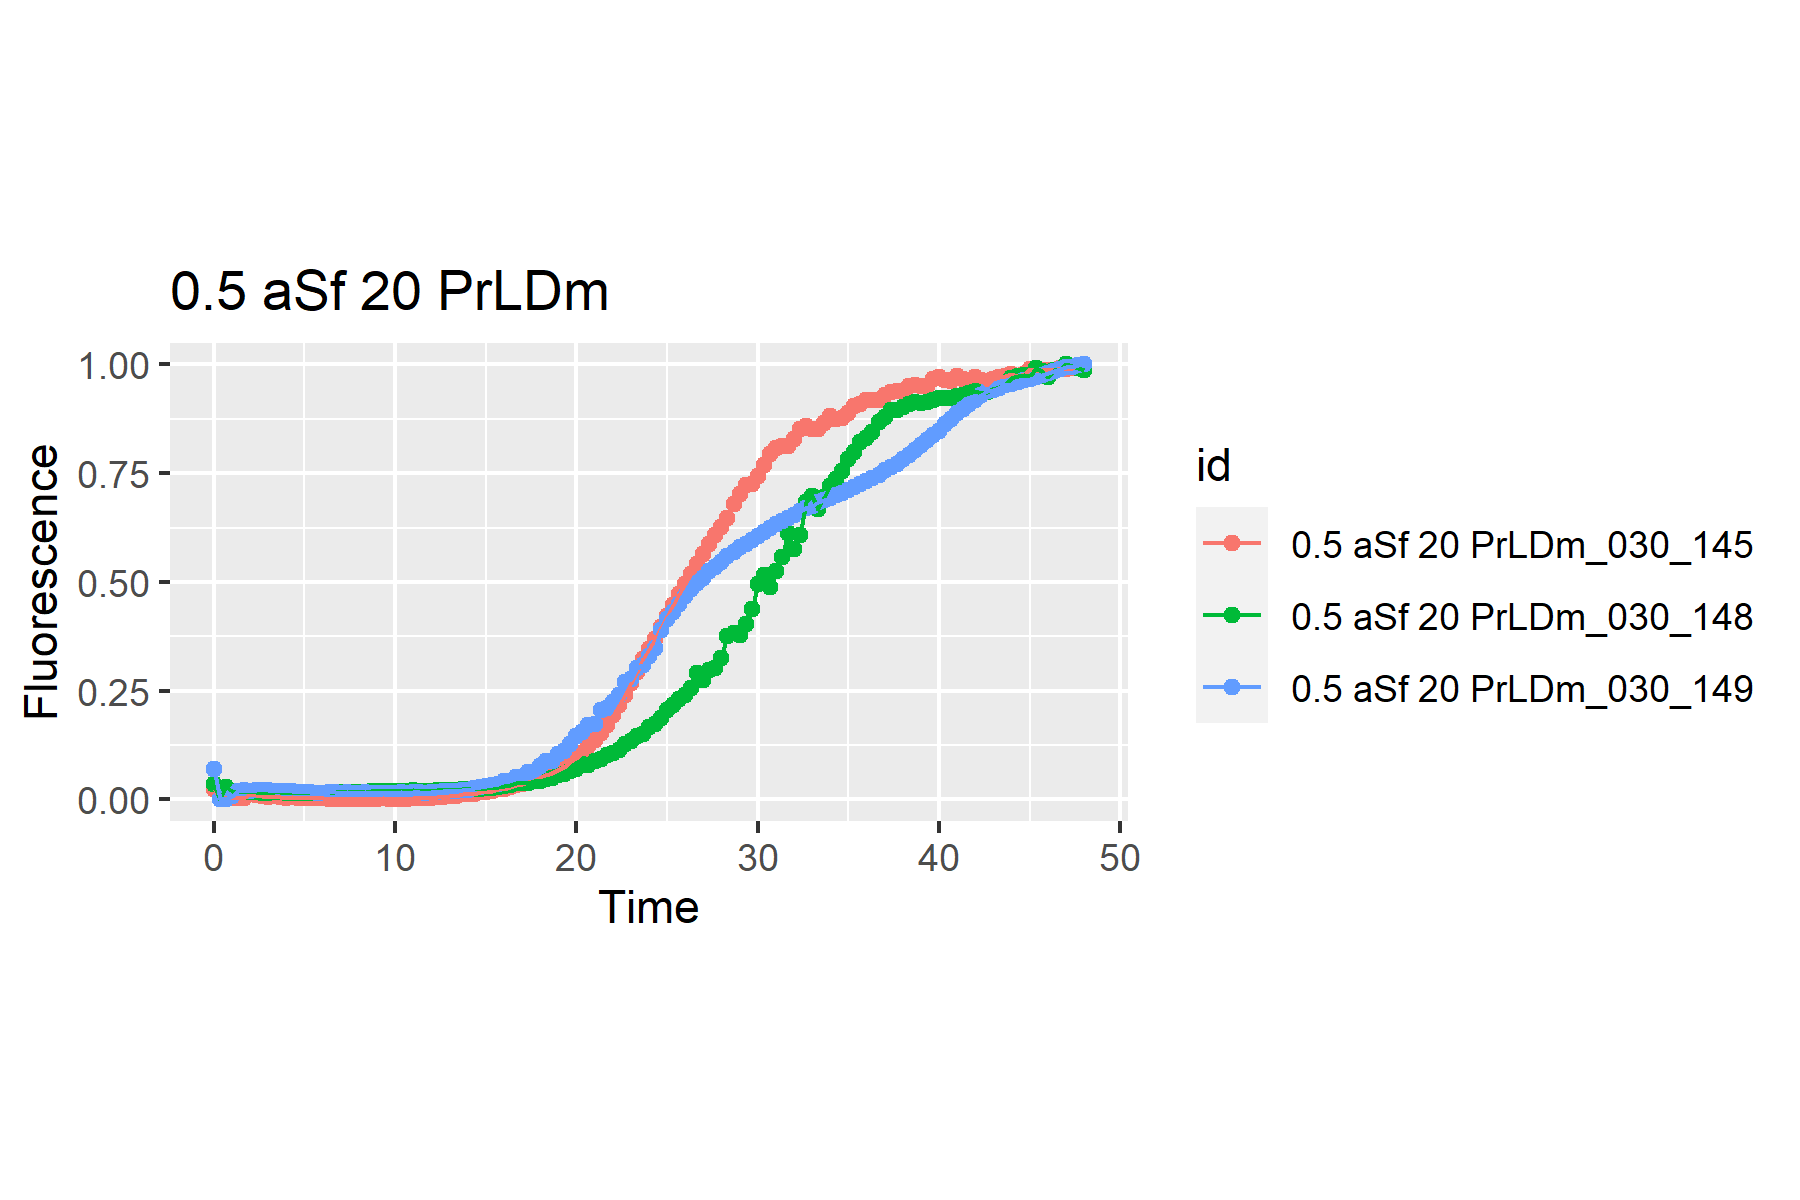 0.5 aSf 20 PrLDm
1.00
0.75
0.50
0.25
0.00
Fluorescence
0 10 20 30 40 50
Time
id
0.5 aSf 20 PrLDm_030_145
0.5 aSf 20 PrLDm_030_148
0.5 aSf 20 PrLDm_030_149